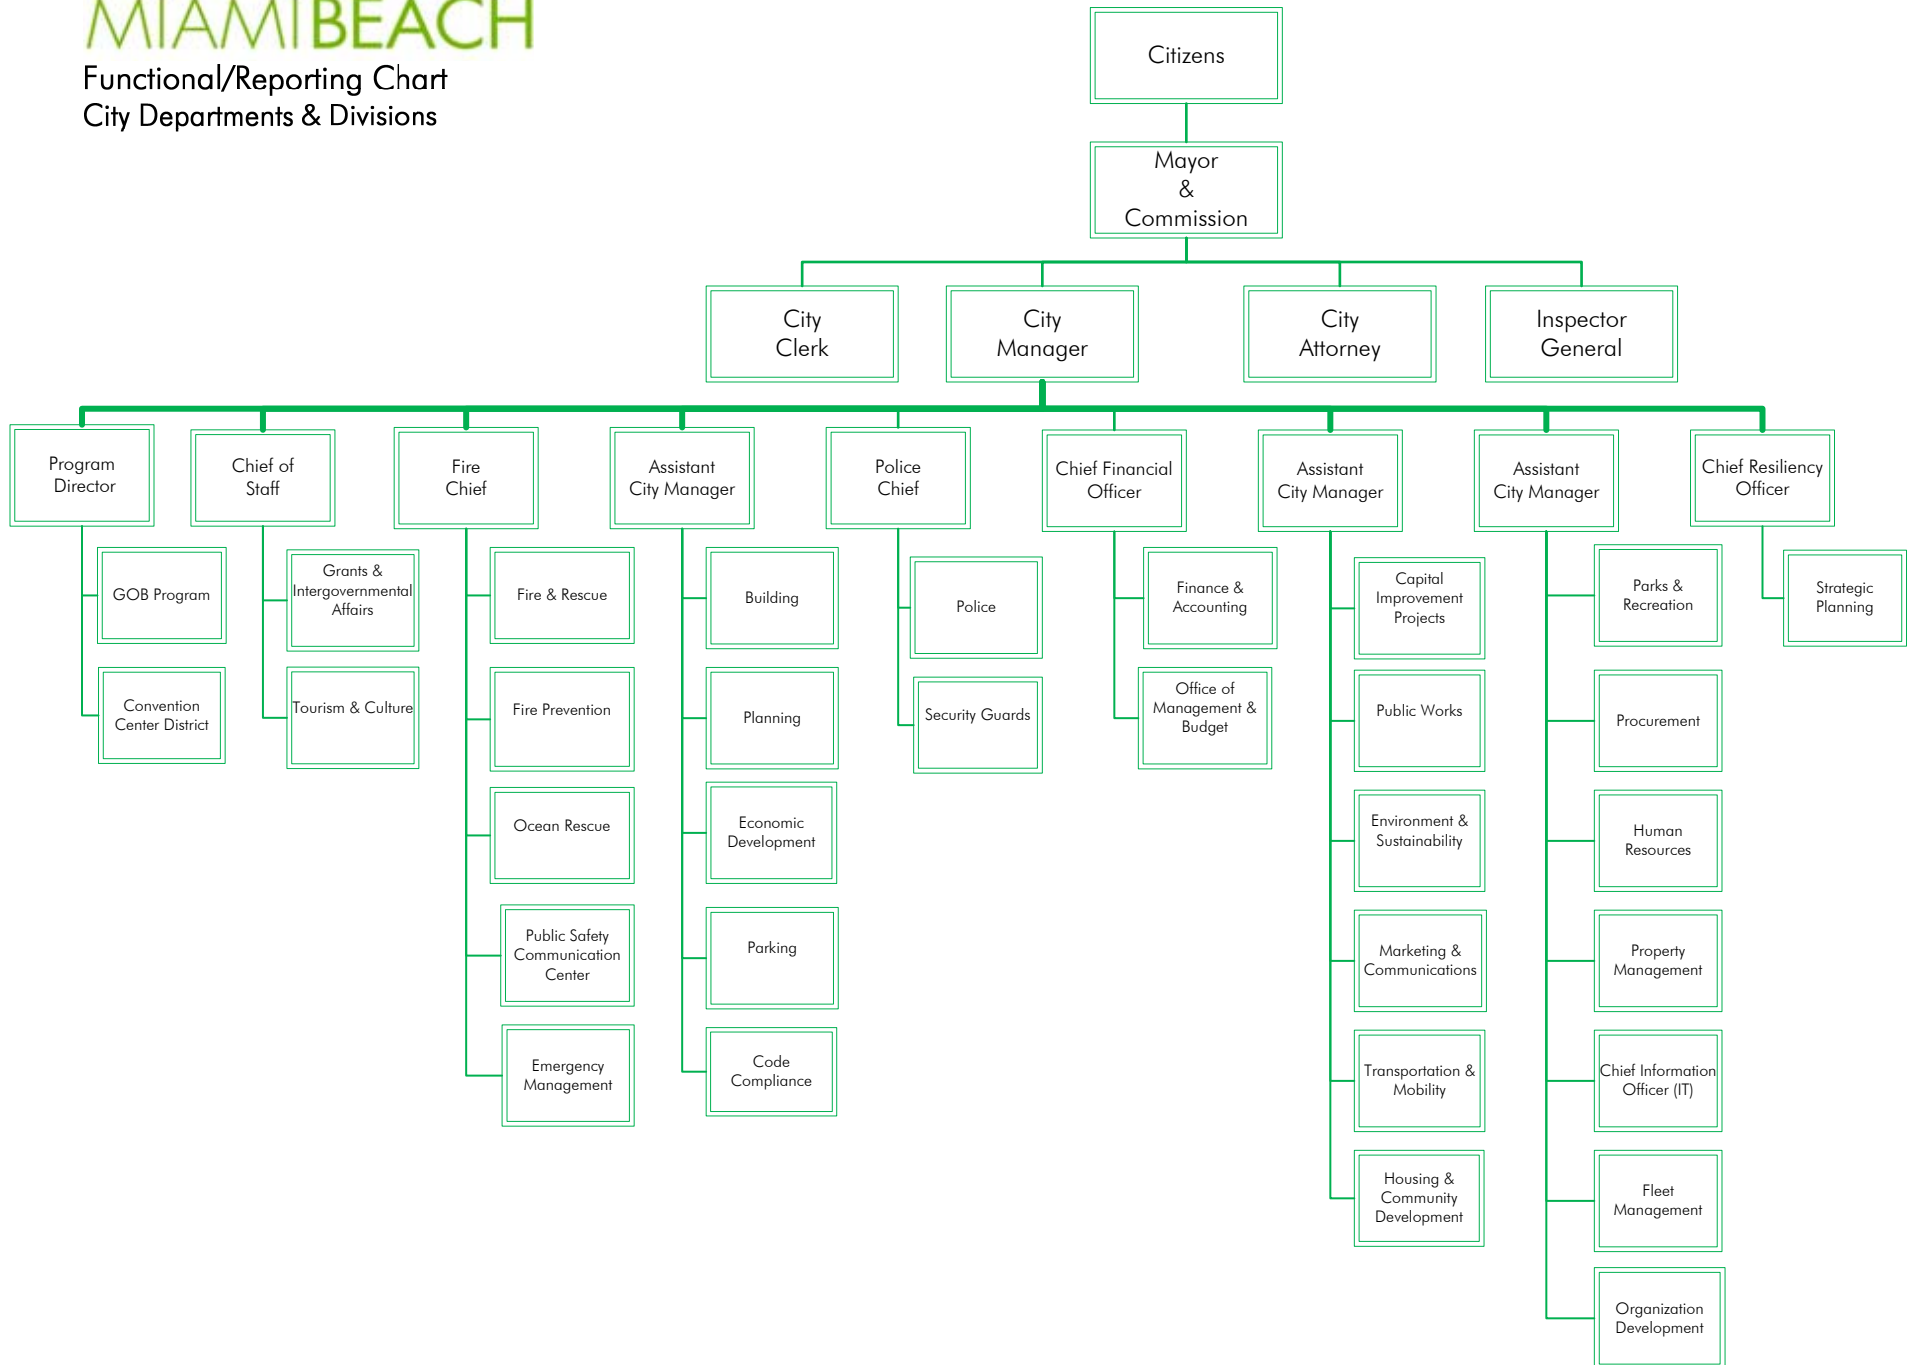 MIAMIBEACH
Functional/Reporting Chart
City Departments & Divisions
Citizens
Mayor
&
Commission
City
Clerk
City
Manager
City
Attorney
Inspector
General
Program
Director
Chief of
Staff
Fire
Chief
Assistant
City Manager
Police
Chief
Chief Financial
Officer
Assistant
City Manager
Assistant
City Manager
Chief Resiliency
Officer
GOB Program
Convention
Center District
Grants &
Intergovernmental
Affairs
Tourism & Culture
Fire & Rescue
Fire Prevention
Ocean Rescue
Public Safety
Communication
Center
Emergency
Management
Building
Planning
Economic
Development
Parking
Code
Compliance
Police
Security Guards
Finance &
Accounting
Office of
Management &
Budget
Capital
Improvement
Projects
Public Works
Environment &
Sustainability
Marketing &
Communications
Transportation &
Mobility
Housing &
Community
Development
Parks &
Recreation
Procurement
Human
Resources
Property
Management
Chief Information
Officer (IT)
Fleet
Management
Organization
Development
Strategic
Planning